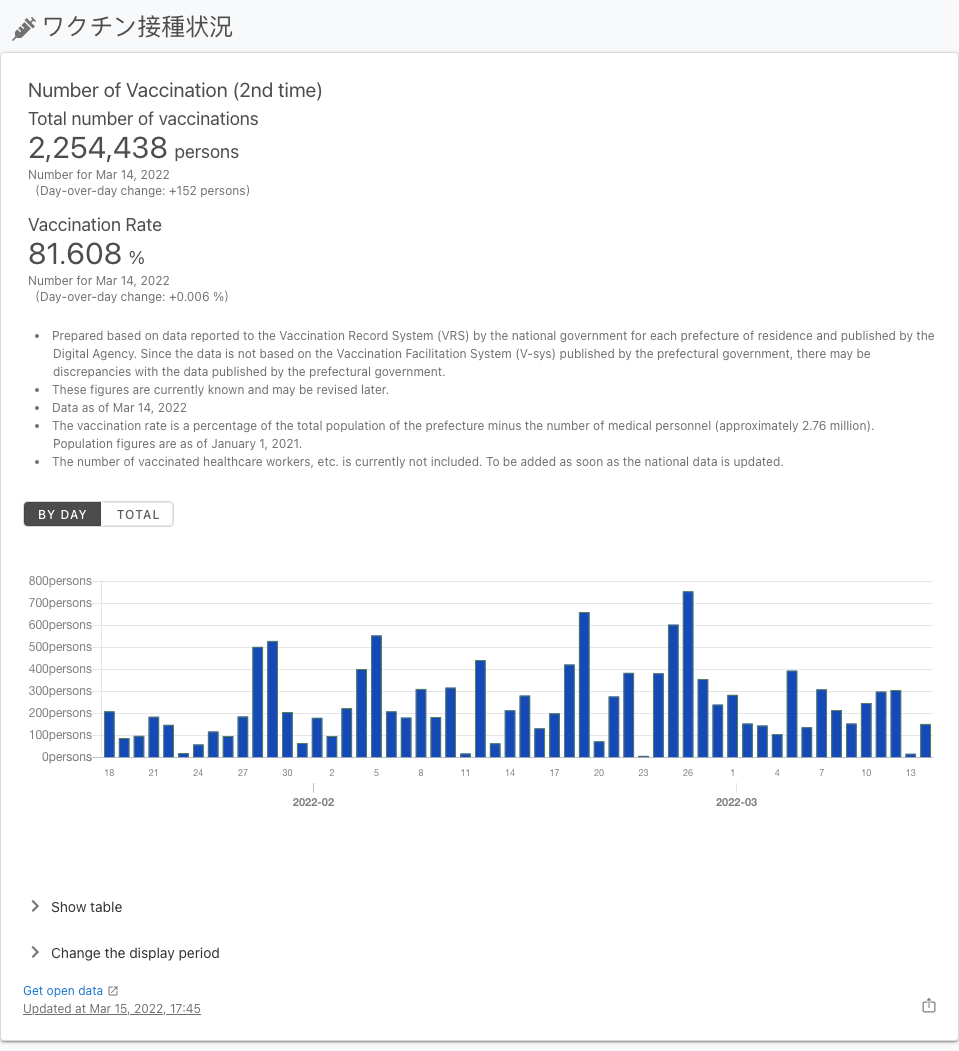 ワクチン接種状況
Number of Vaccination (2nd time)
Total number of vaccinations
2,254,438 persons
Number for Mar 14, 2022
(Day-over-day change: +152 persons)
Vaccination Rate
81.608 %
Number for Mar 14, 2022
(Day-over-day change: +0.006 %)
• Prepared based on data reported to the Vaccination Record System (VRS) by the national government for each prefecture of residence and published by the
Digital Agency. Since the data is not based on the Vaccination Facilitation System (V-sys) published by the prefectural government, there may be
discrepancies with the data published by the prefectural government.
• These figures are currently known and may be revised later.
• Data as of Mar 14, 2022
• The vaccination rate is a percentage of the total population of the prefecture minus the number of medical personnel (approximately 2.76 million).
Population figures are as of January 1, 2021.
• The number of vaccinated healthcare workers, etc. is currently not included. To be added as soon as the national data is updated.
BY DAY TOTAL
800persons
700persons
600persons
500persons
400persons
300persons
200persons
100persons
0persons
18 21 24 27 30 2 5 8 11 14 17 20 23 26 1 4 7 10 13
2022-02 2022-03
Show table
Change the display period
Get open data
Updated at Mar 15, 2022, 17:45